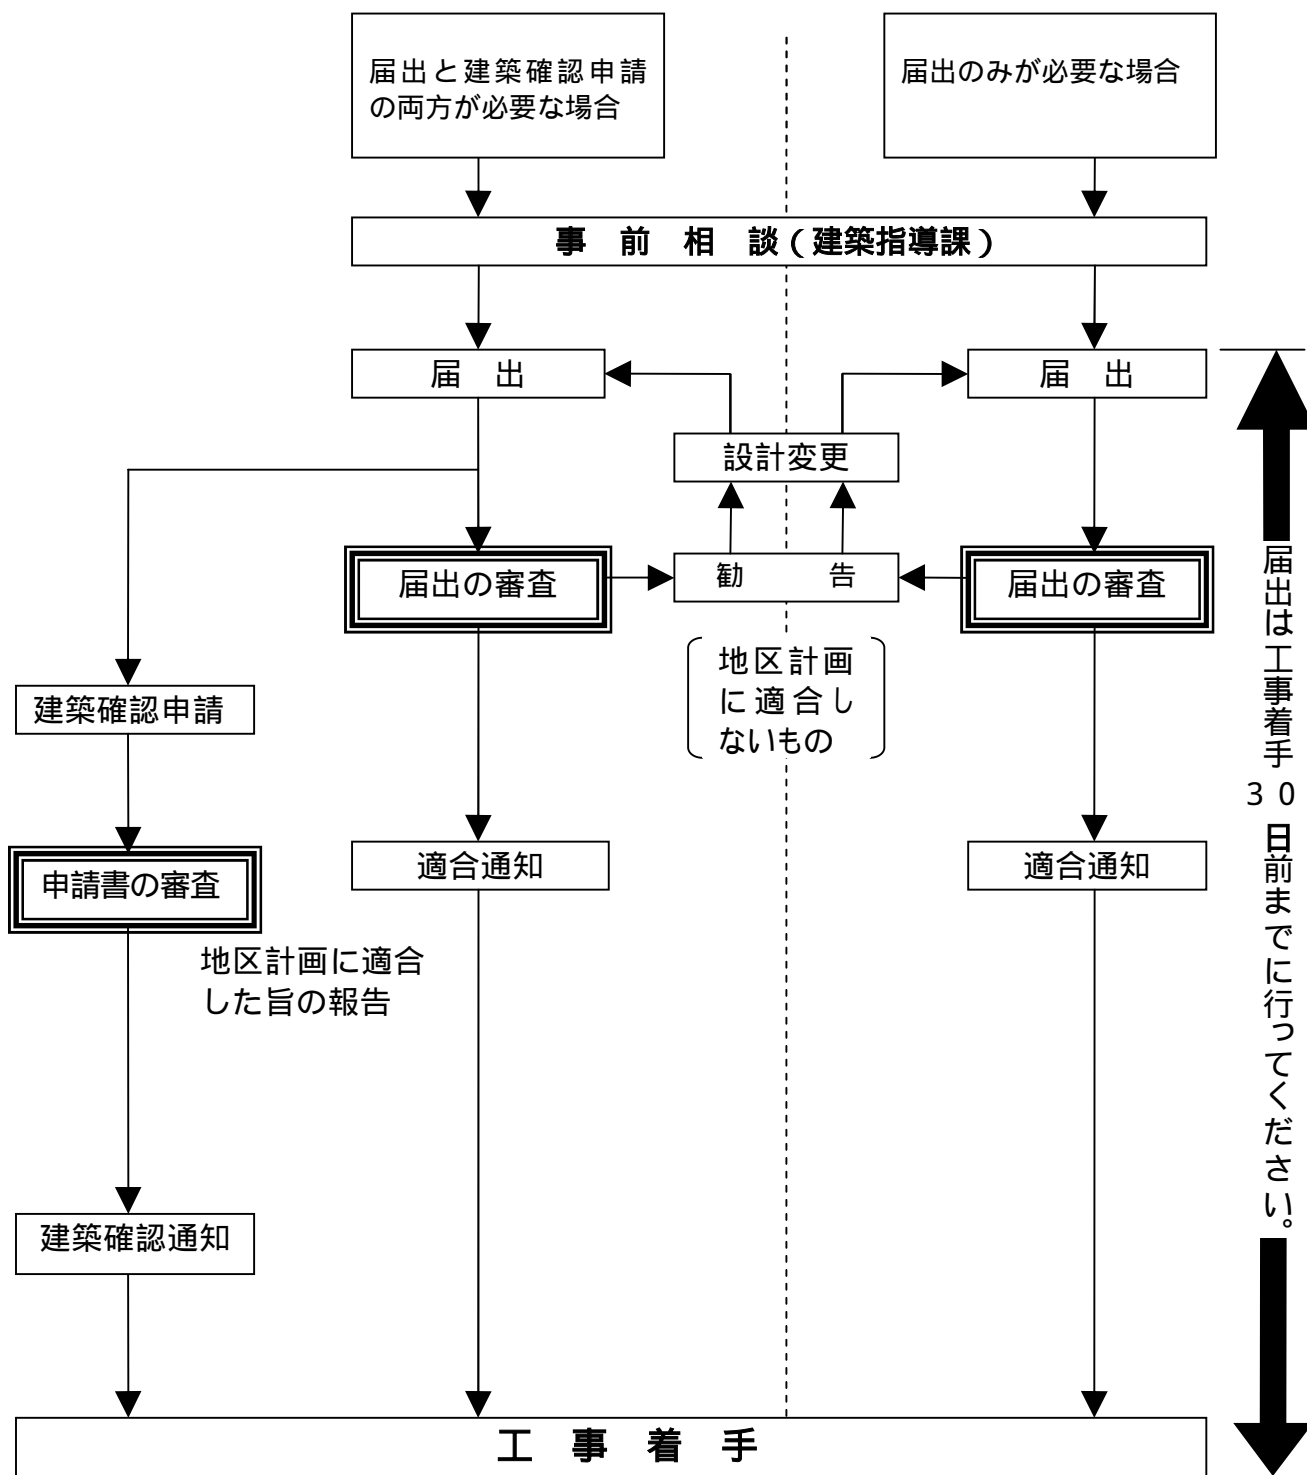 届出と建築確認申請
の両方が必要な場合
届出のみが必要な場合
事 前 相 談(建築指導課)
届 出
届 出
設計変更
届出の審査
勧 告
届出の審査
地区計画
に適合し
ないもの
建築確認申請
適合通知
適合通知
申請書の審査
地区計画に適合
した旨の報告
建築確認通知
工 事 着 手
届出は工事着手30日前までに行ってください。